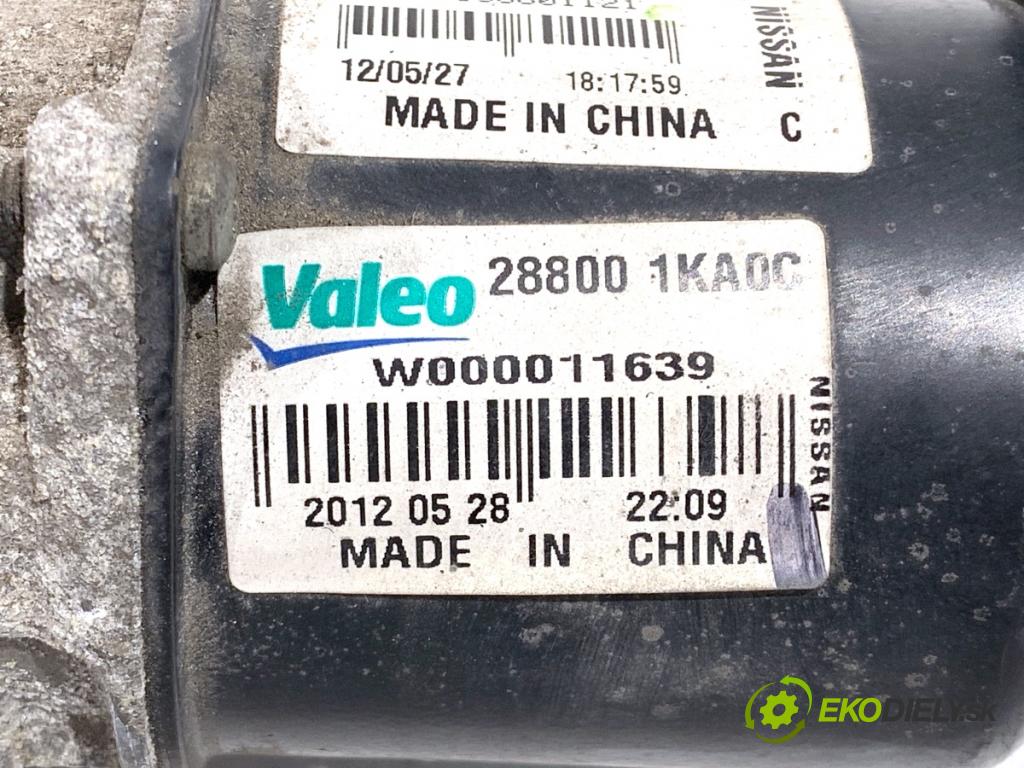 12/05/27 18:17:59
MADE IN CHINA C
NISSAN
Valeo 28800 1KA0C
W000011639
NISSAN
2012 05 28 22:09
MADE IN CHINA
EKODIELY.SK